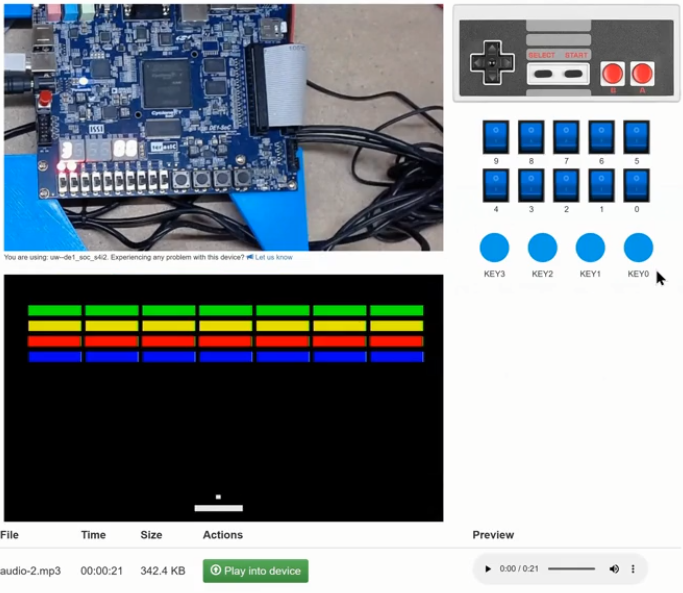 SELECT START
B A
9 8 7 6 5
4 3 2 1 0
KEY3 KEY2 KEY1 KEY0
You are using: uw--de1_soc_s4i2. Experiencing any problem with this device? Let us know
File Time Size Actions Preview
audio-2.mp3 00:00:21 342.4 KB Play into device 0:00 / 0:21